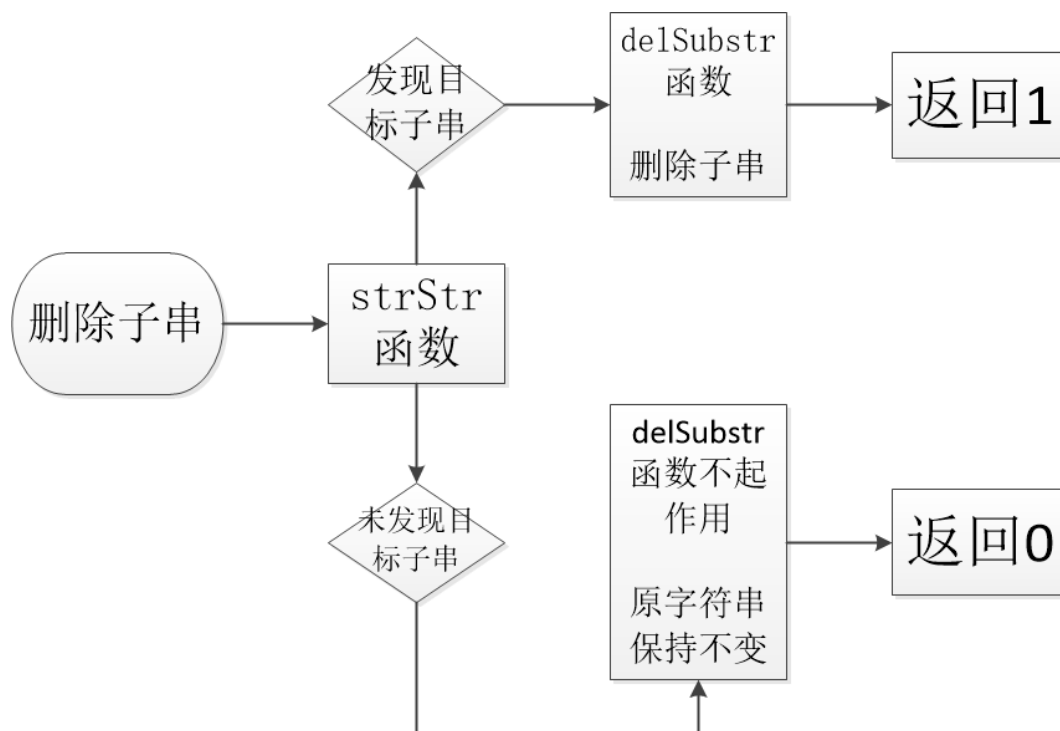 发现目
标子串
delSubstr
函数
删除子串
返回1
删除子串
strStr
函数
未发现目
标子串
delSubstr
函数不起
作用
原字符串
保持不变
返回0